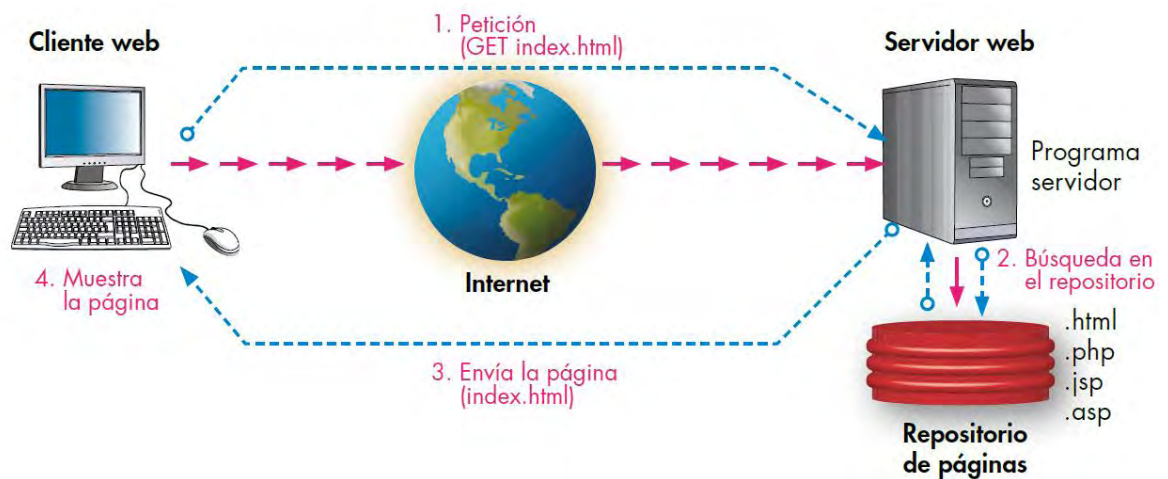 Cliente web
1. Petición
(GET index.html)
Servidor web
Programa
servidor
Internet
4. Muestra
la página
2. Búsqueda en
el repositorio
3. Envía la página
(index.html)
.html
.php
.jsp
.asp
Repositorio
de páginas